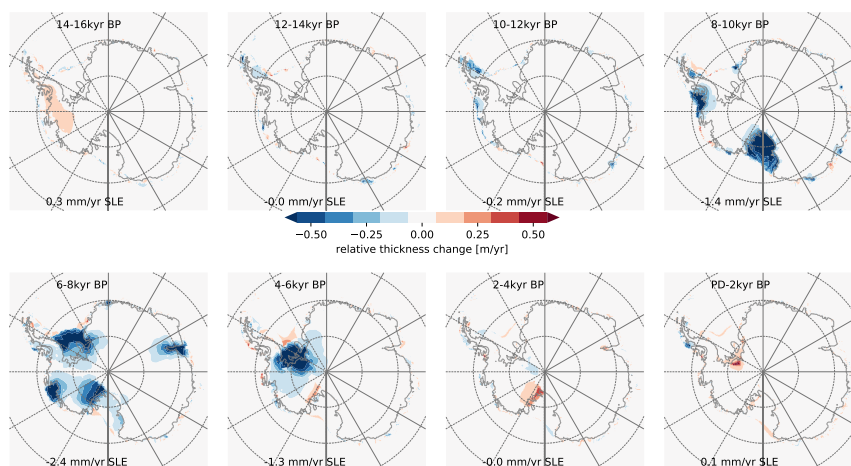 14-16kyr BP
12-14kyr BP
10-12kyr BP
8-10kyr BP
0.3 mm/yr SLE
-0.0 mm/yr SLE
-0.2 mm/yr SLE
-1.4 mm/yr SLE
−0.50 −0.25 0.00 0.25 0.50
relative thickness change [m/yr]
6-8kyr BP
4-6kyr BP
2-4kyr BP
PD-2kyr BP
-2.4 mm/yr SLE
-1.3 mm/yr SLE
-0.0 mm/yr SLE
0.1 mm/yr SLE